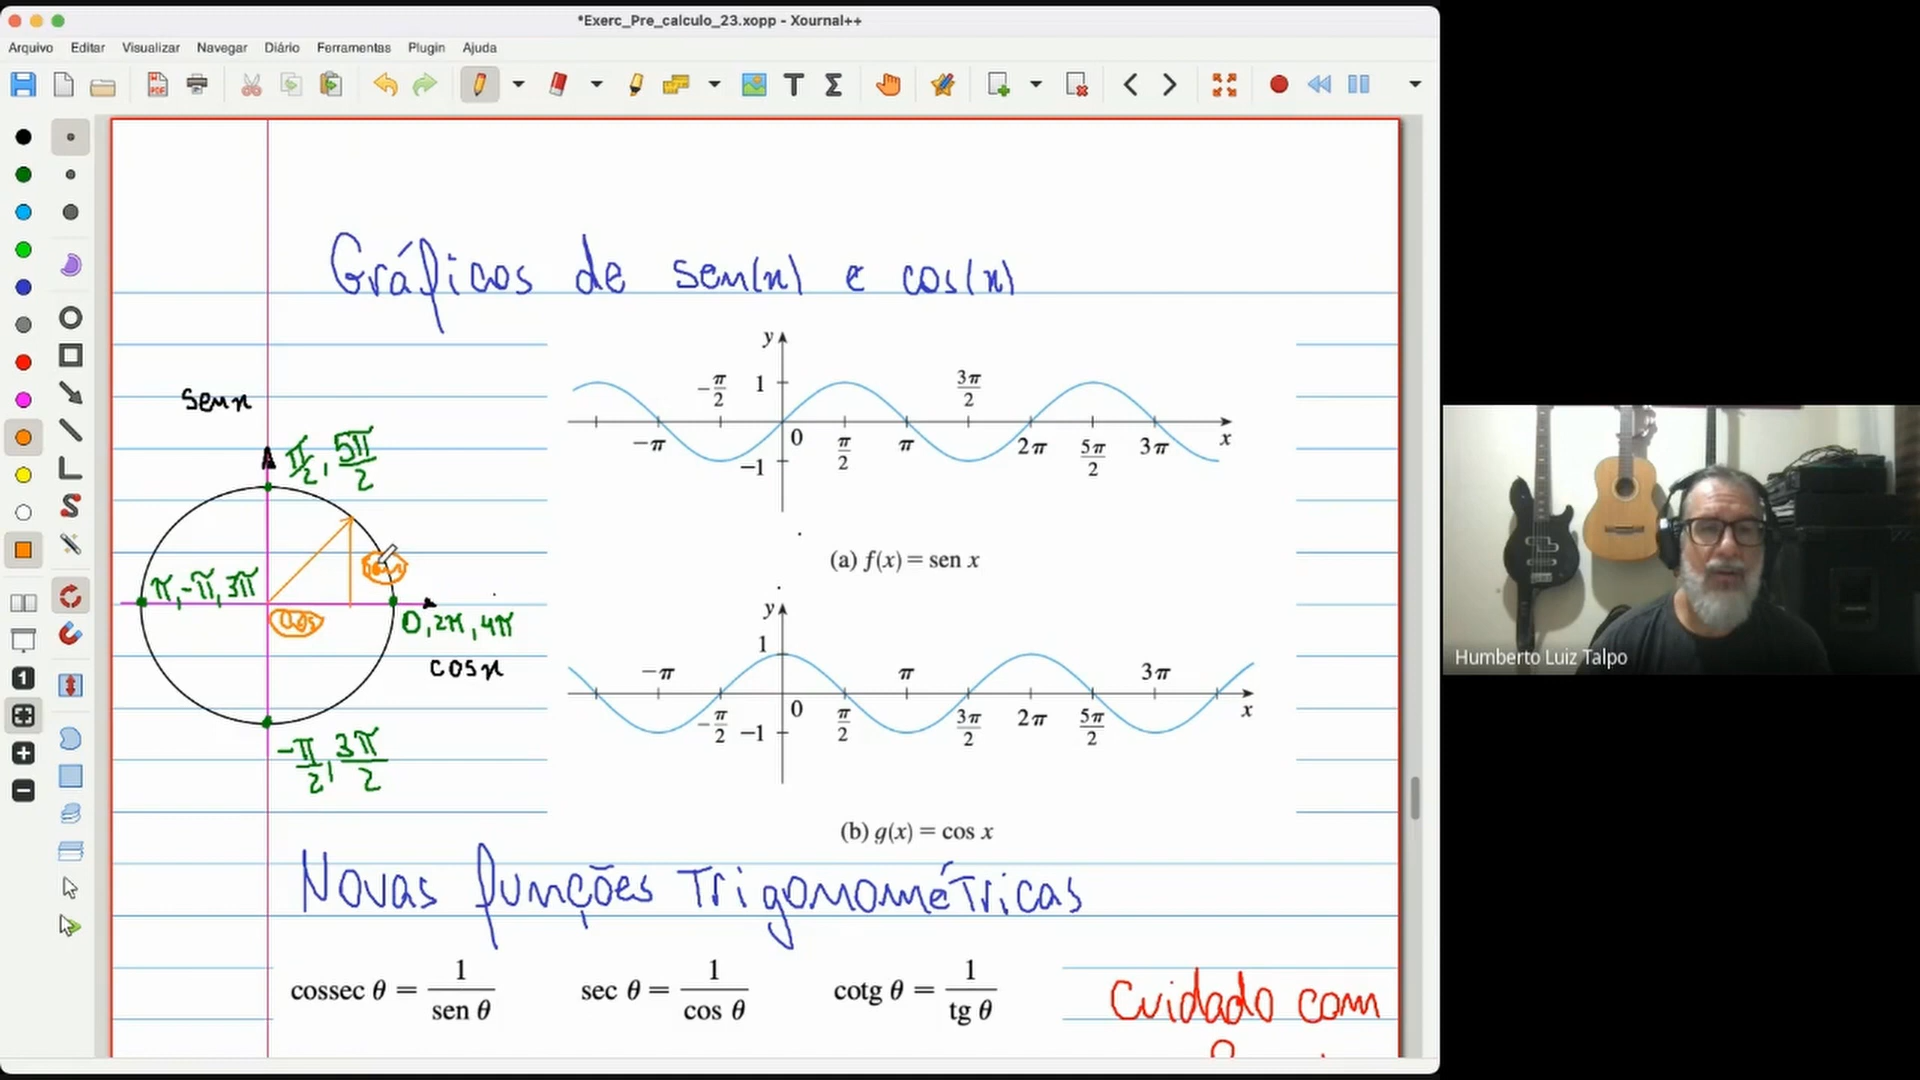 *Exerc_Pre_calculo_23.xopp - Xournal++
Arquivo Editar Visualizar Navegar Diário Ferramentas Plugin Ajuda
Gráficos de sen(x) e cos(x)
sen x
π/2, 5π/2
π, -π, 3π
cos
sen
0, 2π, 4π
cos x
-π/2, 3π/2
y
1
-π/2
3π/2
-π
0
π/2
π
2π
5π/2
3π
x
-1
(a) f(x) = sen x
y
1
-π
π
3π
-π/2
0
π/2
3π/2
2π
5π/2
x
-1
(b) g(x) = cos x
Novas funções Trigonométricas
cossec θ = 1/sen θ
sec θ = 1/cos θ
cotg θ = 1/tg θ
Cuidado com
Humberto Luiz Talpo